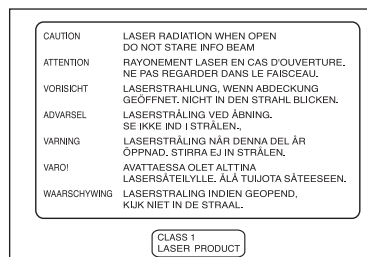 CAUTION LASER RADIATION WHEN OPEN
DO NOT STARE INFO BEAM
ATTENTION RAYONEMENT LASER EN CAS D'OUVERTURE.
NE PAS REGARDER DANS LE FAISCEAU.
VORISICHT LASERSTRAHLUNG, WENN ABDECKUNG
GEÖFFNET. NICHT IN DEN STRAHL BLICKEN.
ADVARSEL LASERSTRÅLING VED ÅBNING.
SE IKKE IND I STRÅLEN.,
VARNING LASERSTRÅLING NÄR DENNA DEL ÄR
ÖPPNAD. STIRRA EJ IN STRÅLEN.
VARO! AVATTAESSA OLET ALTTINA
LASERSÄTEILYLLE. ÄLÄ TUIJOTA SÄTEESEEN.
WAARSCHYWING LASERSTRALING INDIEN GEOPEND,
KIJK NIET IN DE STRAAL.
CLASS 1
LASER PRODUCT